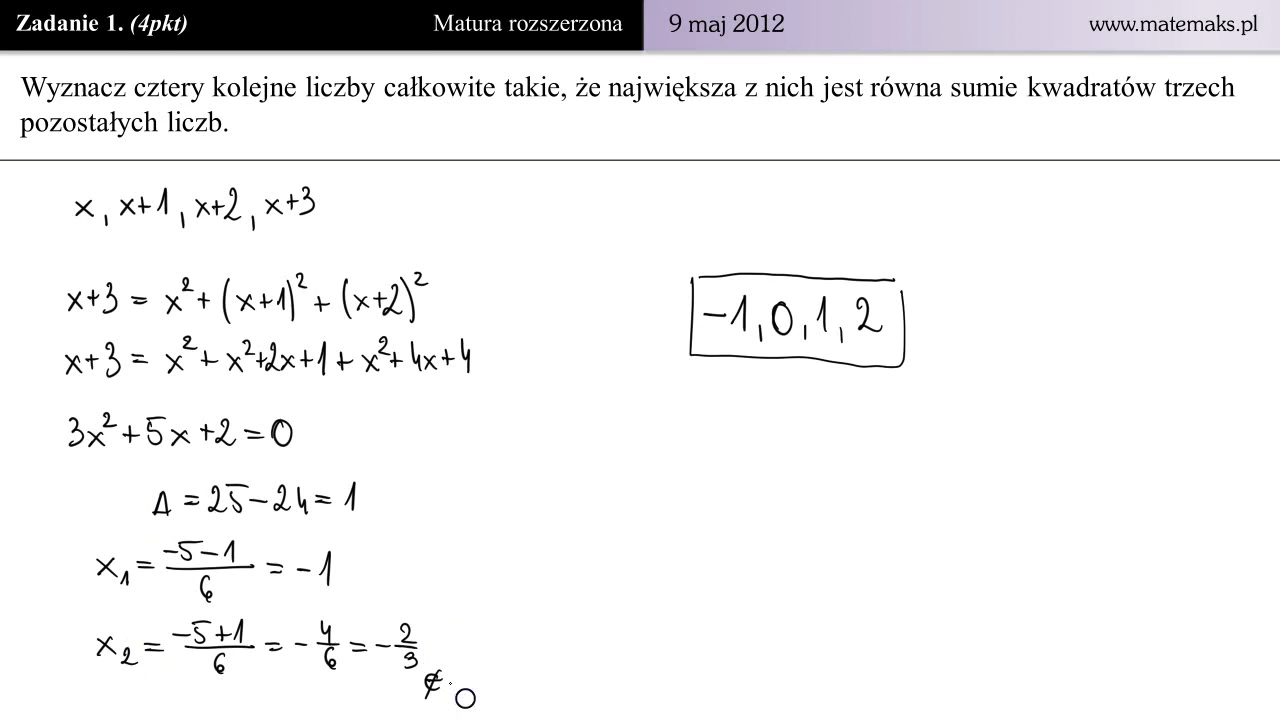 Zadanie 1. (4pkt) Matura rozszerzona 9 maj 2012 www.matemaks.pl
Wyznacz cztery kolejne liczby całkowite takie, że największa z nich jest równa sumie kwadratów trzech
pozostałych liczb.
x, x+1, x+2, x+3
x+3 = x² + (x+1)² + (x+2)²
x+3 = x² + x²+2x+1 + x²+4x+4
3x²+5x+2=0
Δ = 25-24 = 1
x₁ = (-5-1)/6 = -1
x₂ = (-5+1)/6 = -4/6 = -2/3
∉
-1, 0, 1, 2